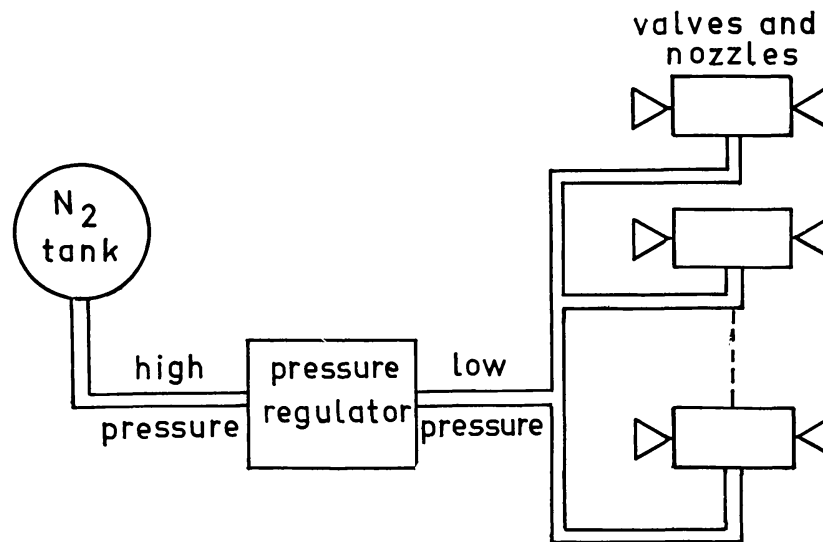 valves and
nozzles
N2
tank
high
pressure
pressure
regulator
low
pressure